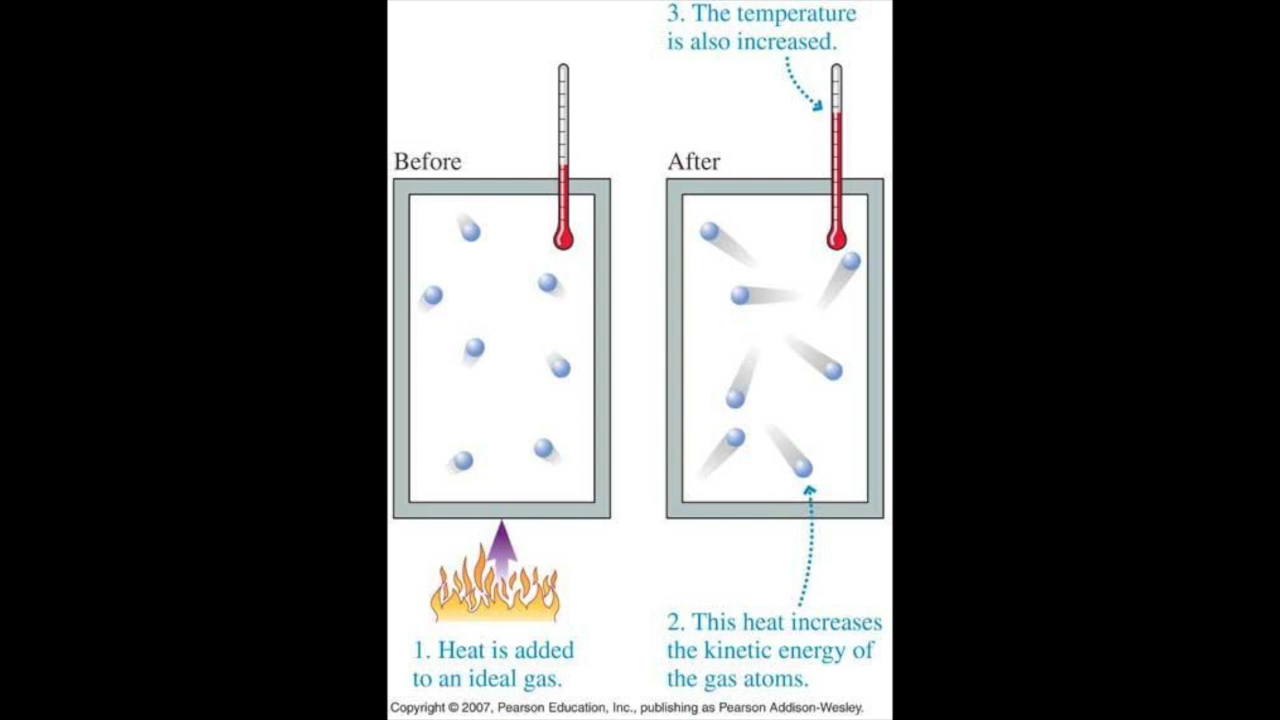 3. The temperature
is also increased.
Before
After
1. Heat is added
to an ideal gas.
2. This heat increases
the kinetic energy of
the gas atoms.
Copyright © 2007, Pearson Education, Inc., publishing as Pearson Addison-Wesley.